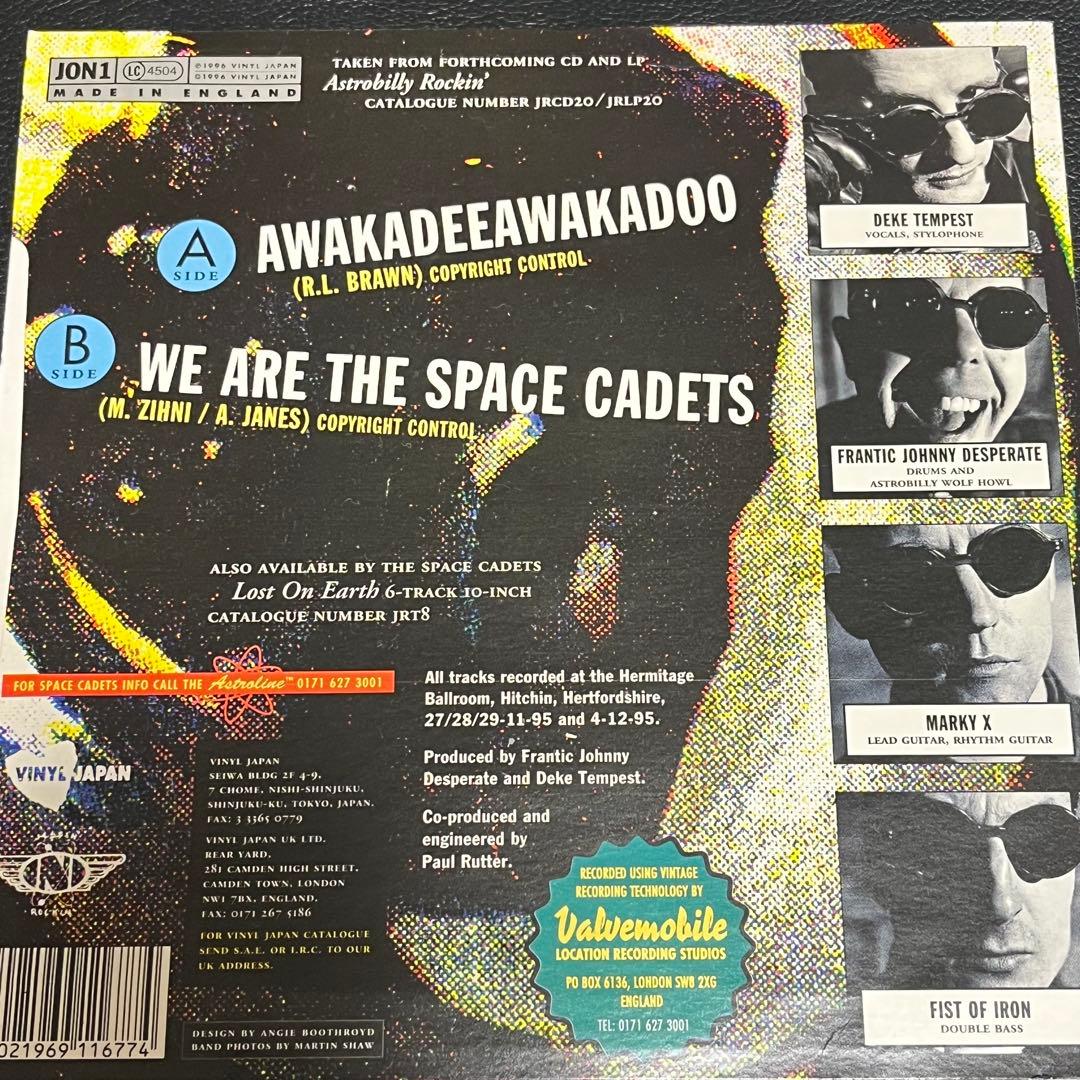 JON1
LC 4504
℗1996 VINYL JAPAN
©1996 VINYL JAPAN
MADE IN ENGLAND
TAKEN FROM FORTHCOMING CD AND LP
Astrobilly Rockin'
CATALOGUE NUMBER JRCD20/JRLP20
A
SIDE
AWAKADEEAWAKADOO
(R.L. BRAWN) COPYRIGHT CONTROL
B
SIDE
WE ARE THE SPACE CADETS
(M. ZIHNI / A. JANES) COPYRIGHT CONTROL
ALSO AVAILABLE BY THE SPACE CADETS
Lost On Earth 6-TRACK 10-INCH
CATALOGUE NUMBER JRT8
FOR SPACE CADETS INFO CALL THE Astroline™ 0171 627 3001
VINYL JAPAN
VINYL JAPAN
SEIWA BLDG 2F 4-9,
7 CHOME, NISHI-SHINJUKU,
SHINJUKU-KU, TOKYO, JAPAN.
FAX: 3 3365 0779
VINYL JAPAN UK LTD.
REAR YARD,
281 CAMDEN HIGH STREET,
CAMDEN TOWN, LONDON
NW1 7BX, ENGLAND.
FAX: 0171 267 5186
FOR VINYL JAPAN CATALOGUE
SEND S.A.E. OR I.R.C. TO OUR
UK ADDRESS.
021969 116774
DESIGN BY ANGIE BOOTHROYD
BAND PHOTOS BY MARTIN SHAW
All tracks recorded at the Hermitage
Ballroom, Hitchin, Hertfordshire,
27/28/29-11-95 and 4-12-95.
Produced by Frantic Johnny
Desperate and Deke Tempest.
Co-produced and
engineered by
Paul Rutter.
RECORDED USING VINTAGE
RECORDING TECHNOLOGY BY
Valvemobile
LOCATION RECORDING STUDIOS
PO BOX 6136, LONDON SW8 2XG
ENGLAND
TEL: 0171 627 3001
DEKE TEMPEST
VOCALS, STYLOPHONE
FRANTIC JOHNNY DESPERATE
DRUMS AND
ASTROBILLY WOLF HOWL
MARKY X
LEAD GUITAR, RHYTHM GUITAR
FIST OF IRON
DOUBLE BASS